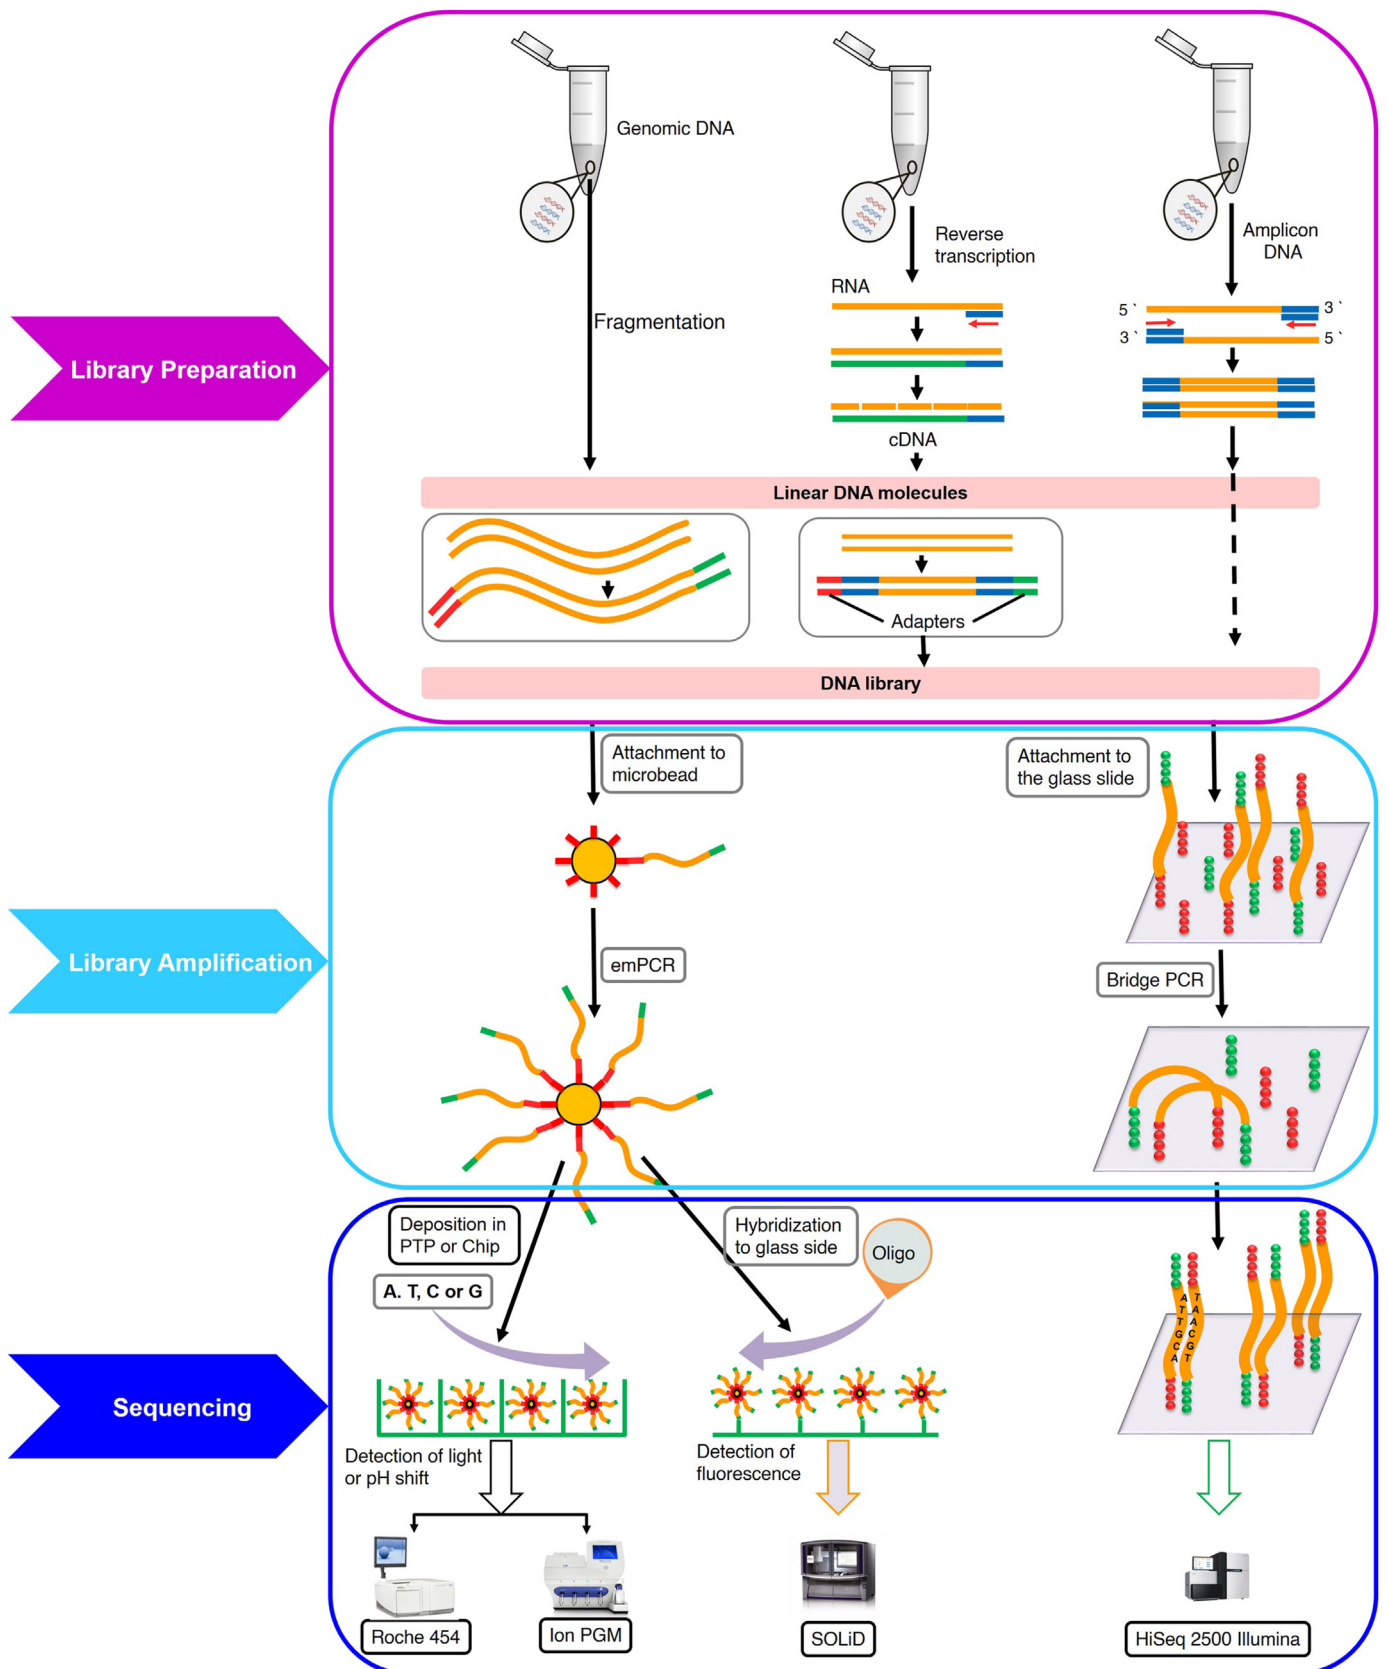 Genomic DNA
Reverse
transcription
Amplicon
DNA
RNA
5 `
3 `
3 `
5 `
Fragmentation
Library Preparation
cDNA
Linear DNA molecules
Adapters
DNA library
Attachment to
microbead
Attachment to
the glass slide
Library Amplification
emPCR
Bridge PCR
Deposition in
PTP or Chip
Hybridization
to glass side
Oligo
A. T, C or G
ATTGCA
TAACGT
Sequencing
Detection of light
or pH shift
Detection of
fluorescence
Roche 454
Ion PGM
SOLiD
HiSeq 2500 Illumina